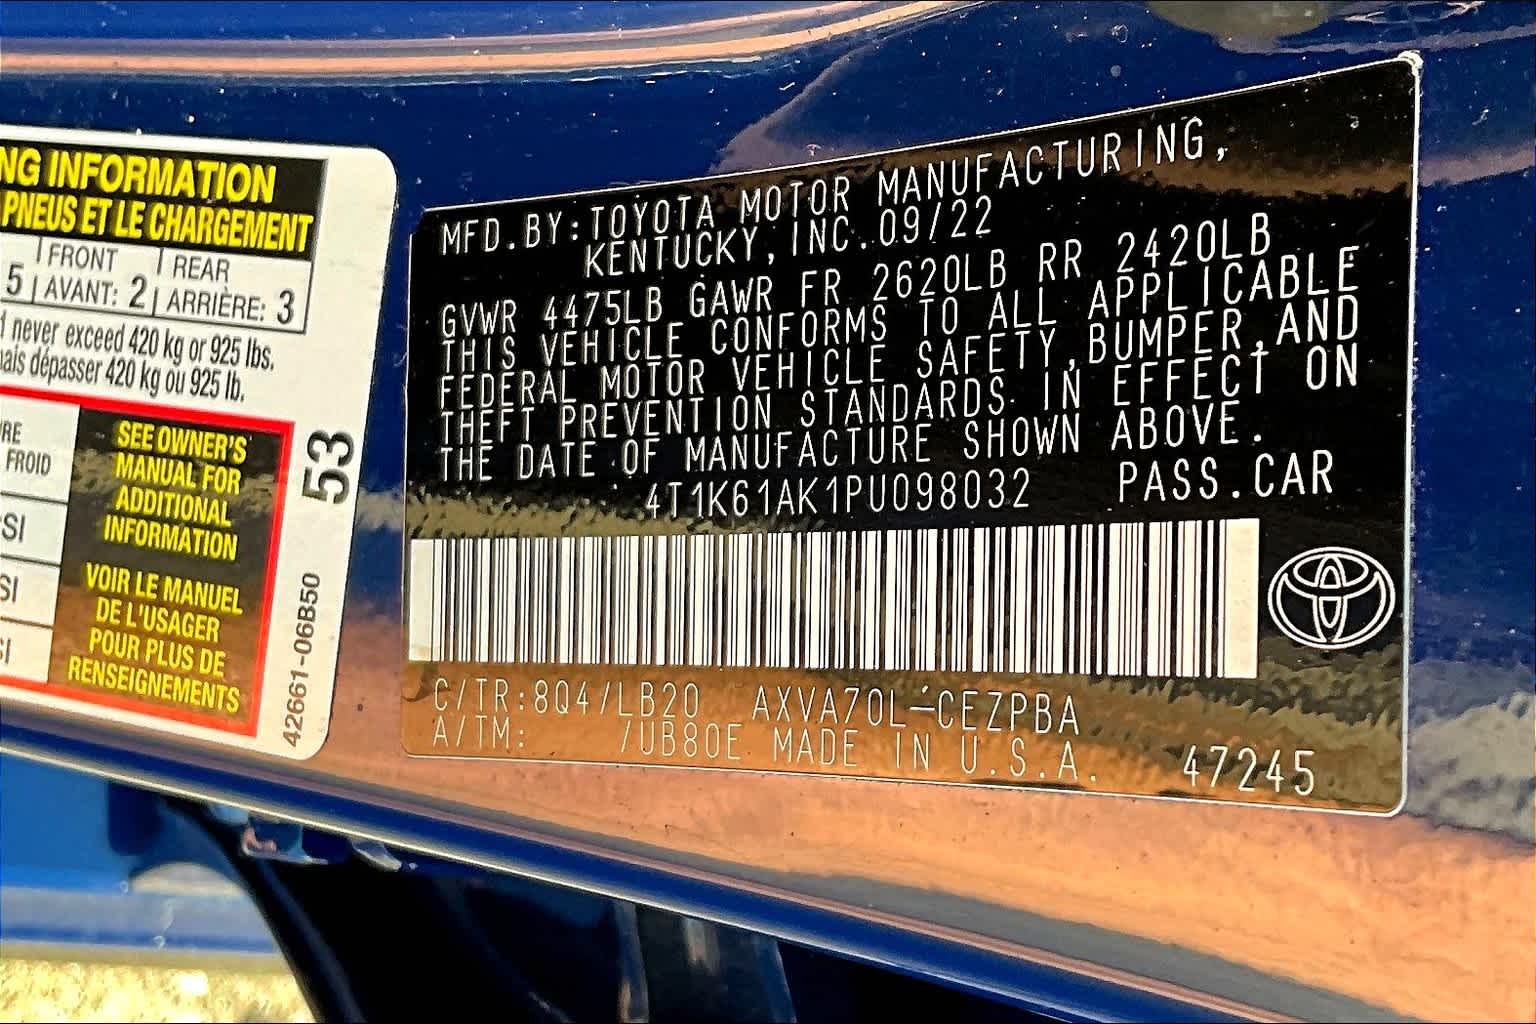 NG INFORMATION
PNEUS ET LE CHARGEMENT
5 FRONT AVANT: 2 REAR ARRIÈRE: 3
never exceed 420 kg or 925 lbs.
ais dépasser 420 kg ou 925 lb.
RE
FROID
SI
SI
SI
SEE OWNER'S
MANUAL FOR
ADDITIONAL
INFORMATION
VOIR LE MANUEL
DE L'USAGER
POUR PLUS DE
RENSEIGNEMENTS
53
42661-06B50
MFD.BY:TOYOTA MOTOR MANUFACTURING,
KENTUCKY, INC. 09/22
GVWR 4475LB GAWR FR 2620LB RR 2420LB
THIS VEHICLE CONFORMS TO ALL APPLICABLE
FEDERAL MOTOR VEHICLE SAFETY,BUMPER,AND
THEFT PREVENTION STANDARDS IN EFFECT ON
THE DATE OF MANUFACTURE SHOWN ABOVE.
4T1K61AK1PU098032 PASS.CAR
C/TR:8Q4/LB20 AXVA70L-CEZPBA
A/TM: /UB80E MADE IN U.S.A. 47245